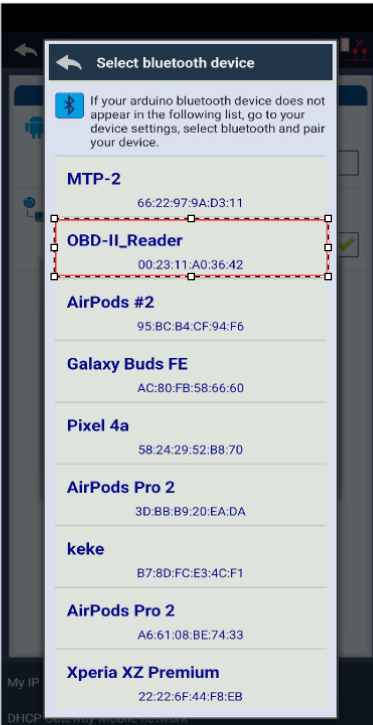 Select bluetooth device
If your arduino bluetooth device does not
appear in the following list, go to your
device settings, select bluetooth and pair
your device.
MTP-2
66:22:97:9A:D3:11
OBD-II_Reader
00:23:11:A0:36:42
AirPods #2
95:BC:B4:CF:94:F6
Galaxy Buds FE
AC:80:FB:58:66:60
Pixel 4a
58:24:29:52:B8:70
AirPods Pro 2
3D:BB:B9:20:EA:DA
keke
B7:8D:FC:E3:4C:F1
AirPods Pro 2
A6:61:08:BE:74:33
Xperia XZ Premium
22:22:6F:44:F8:EB
My IP
DHCP Gateway Mobile network